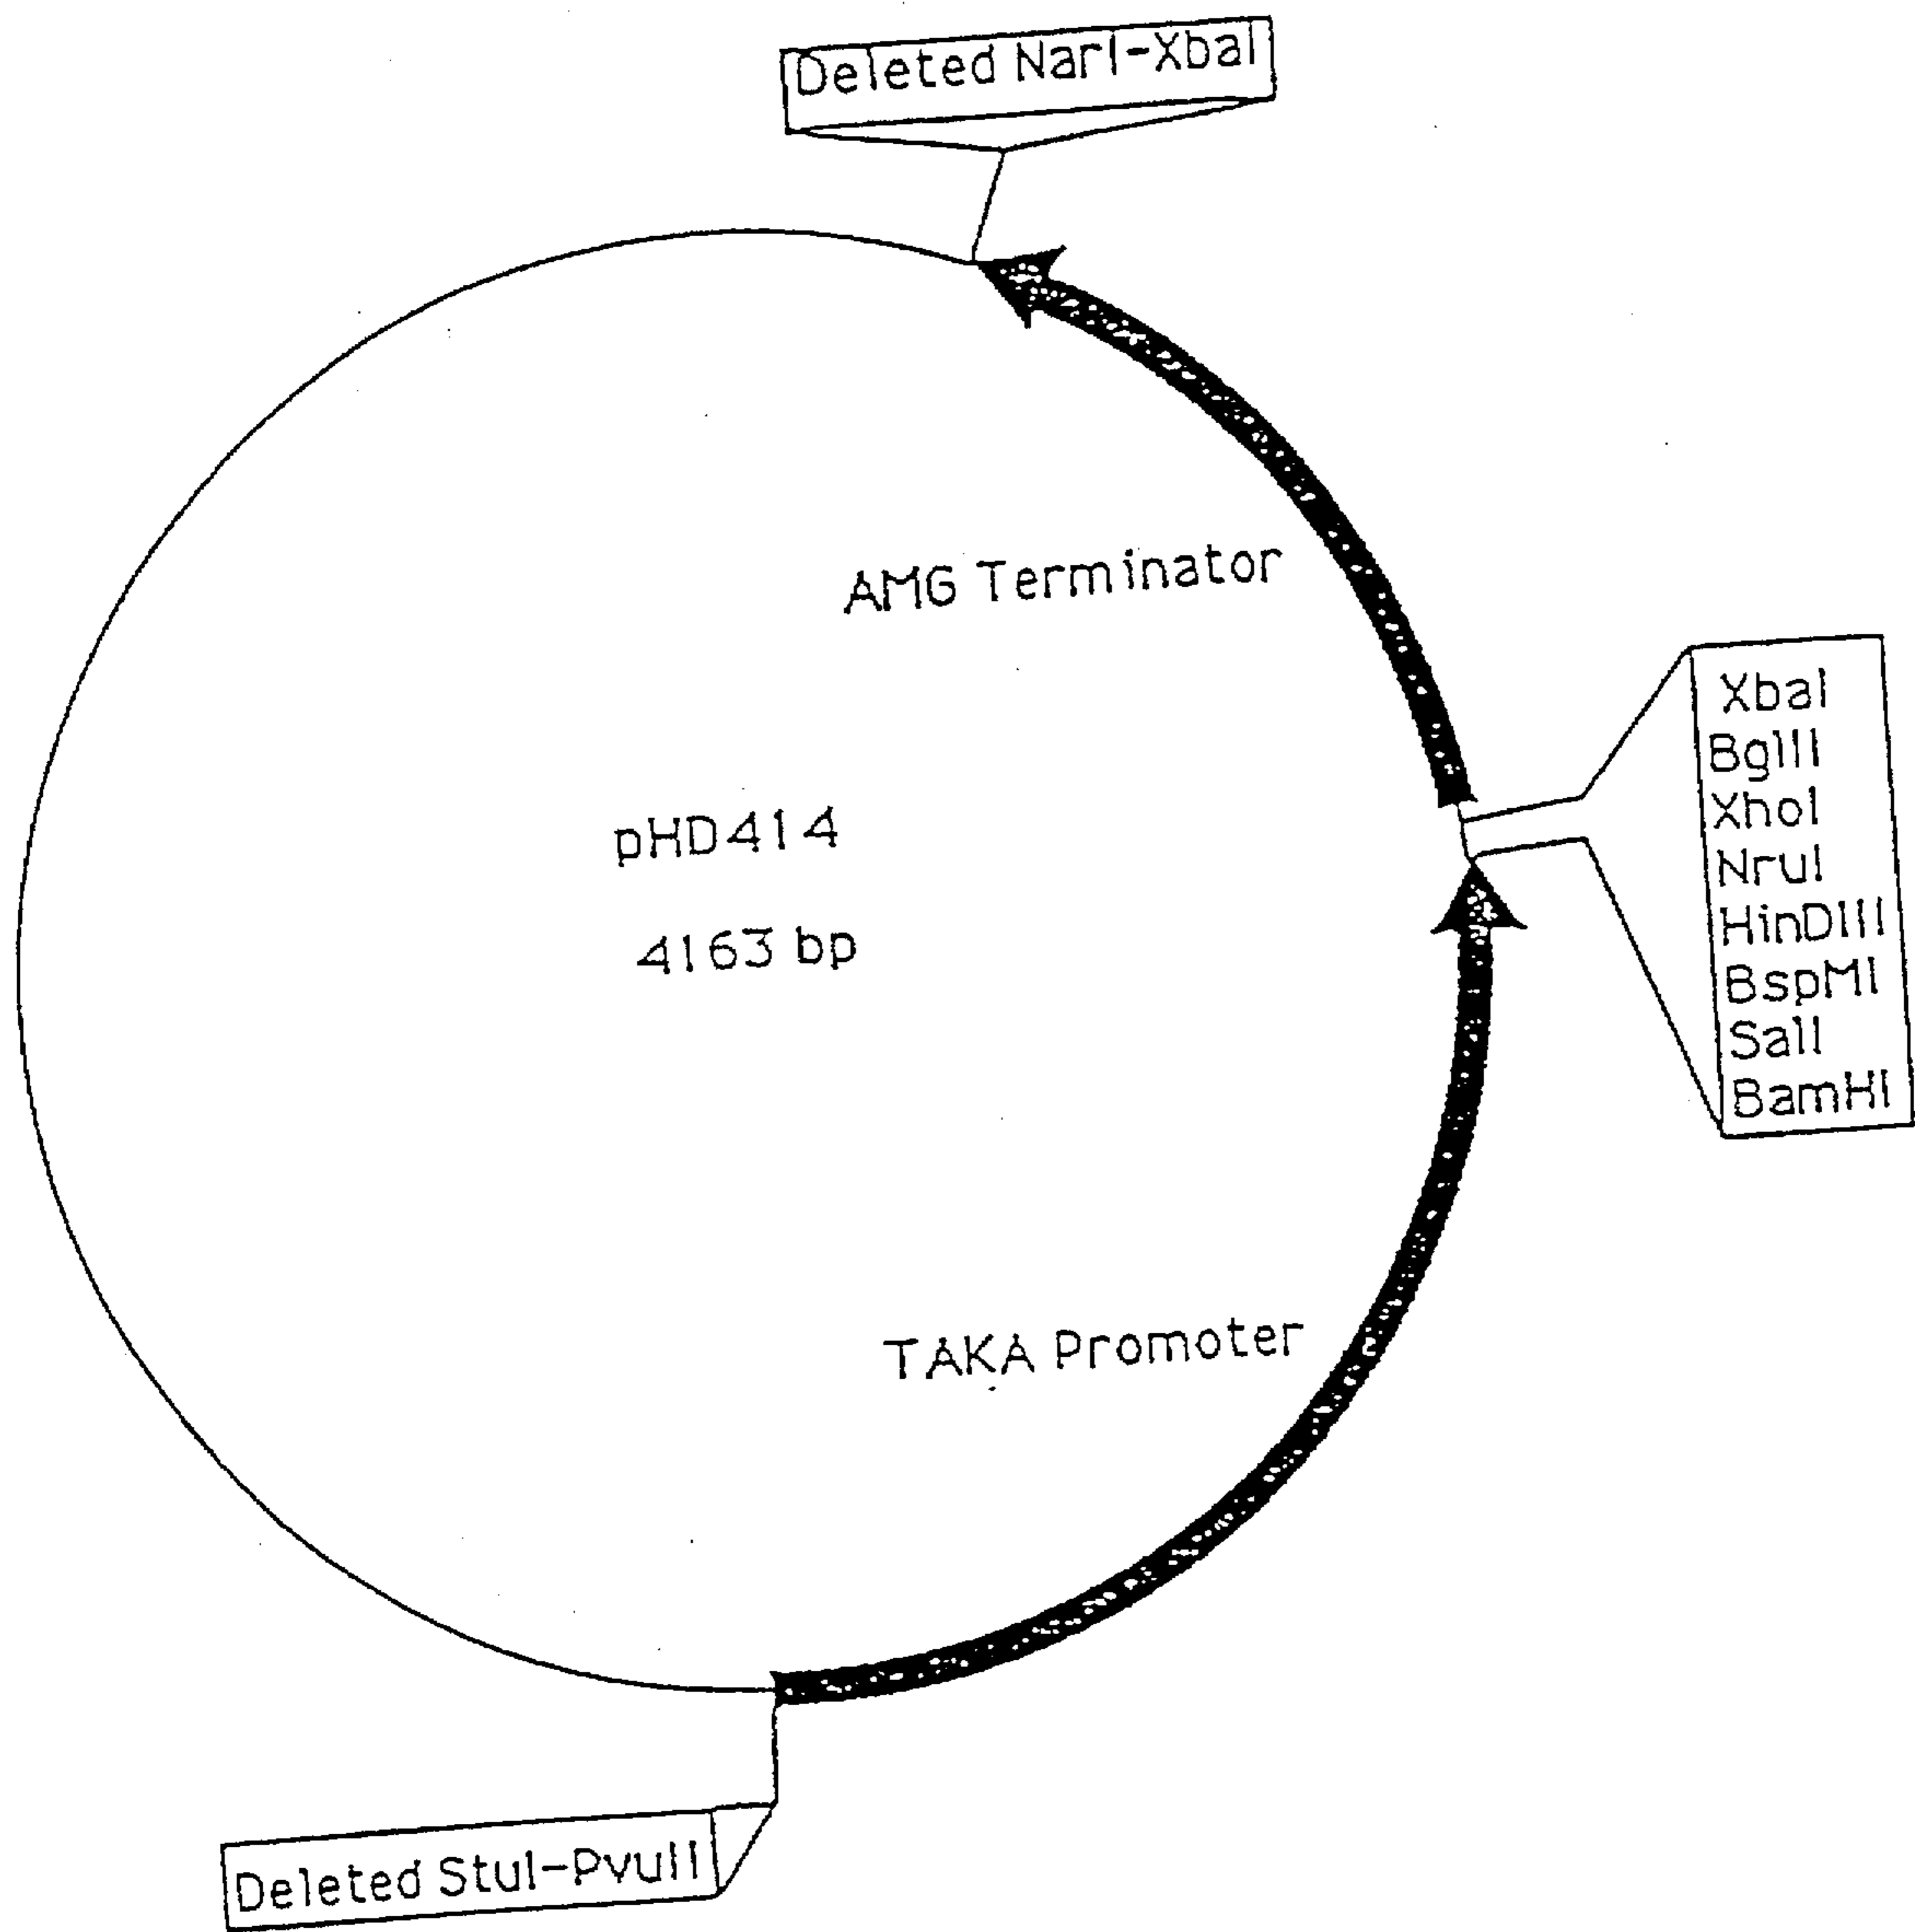 Deleted NarI-XbaI
AMG Terminator
XbaI
BglII
XhoI
NruI
HinDIII
BspMI
SalI
BamHI
pHD414
4163 bp
TAKA Promoter
Deleted StuI-PvuII